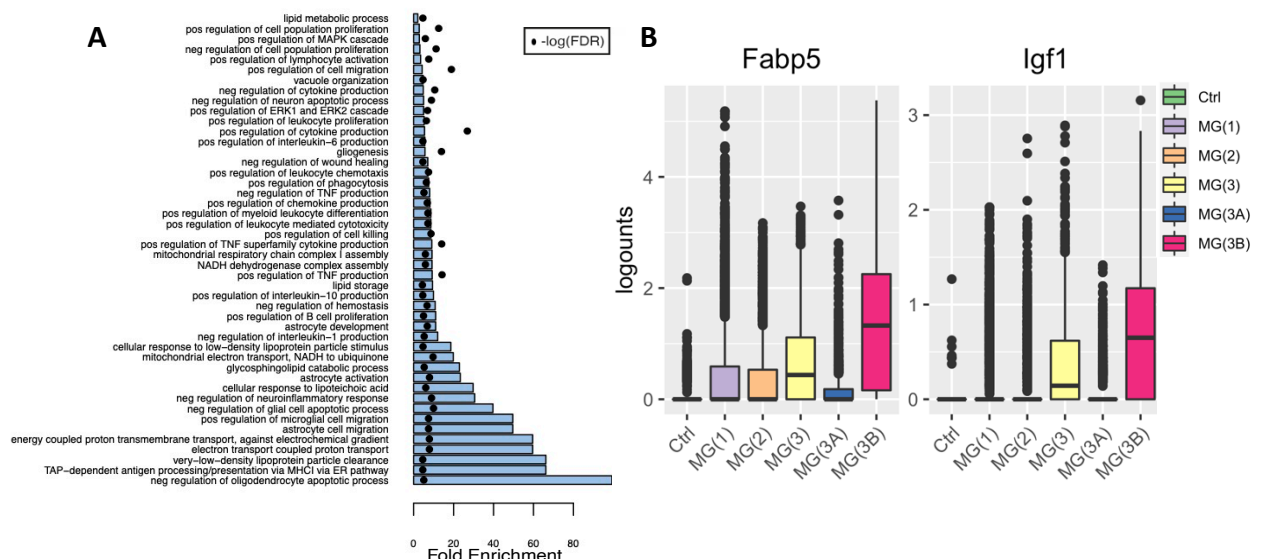 A
lipid metabolic process
pos regulation of cell population proliferation
pos regulation of MAPK cascade
neg regulation of cell population proliferation
pos regulation of lymphocyte activation
pos regulation of cell migration
vacuole organization
neg regulation of cytokine production
neg regulation of neuron apoptotic process
pos regulation of ERK1 and ERK2 cascade
pos regulation of leukocyte proliferation
pos regulation of cytokine production
pos regulation of interleukin−6 production
gliogenesis
neg regulation of wound healing
pos regulation of leukocyte chemotaxis
pos regulation of phagocytosis
neg regulation of TNF production
pos regulation of chemokine production
pos regulation of myeloid leukocyte differentiation
pos regulation of leukocyte mediated cytotoxicity
pos regulation of cell killing
pos regulation of TNF superfamily cytokine production
mitochondrial respiratory chain complex I assembly
NADH dehydrogenase complex assembly
pos regulation of TNF production
lipid storage
pos regulation of interleukin−10 production
neg regulation of hemostasis
pos regulation of B cell proliferation
astrocyte development
neg regulation of interleukin−1 production
cellular response to low−density lipoprotein particle stimulus
mitochondrial electron transport, NADH to ubiquinone
glycosphingolipid catabolic process
astrocyte activation
cellular response to lipoteichoic acid
neg regulation of neuroinflammatory response
neg regulation of glial cell apoptotic process
pos regulation of microglial cell migration
astrocyte cell migration
energy coupled proton transmembrane transport, against electrochemical gradient
electron transport coupled proton transport
very−low−density lipoprotein particle clearance
TAP−dependent antigen processing/presentation via MHCI via ER pathway
neg regulation of oligodendrocyte apoptotic process
-log(FDR)
0 20 40 60 80
Fold Enrichment
B
Fabp5
Igf1
logounts
4
2
0
3
2
1
0
Ctrl MG(1) MG(2) MG(3) MG(3A) MG(3B)
Ctrl MG(1) MG(2) MG(3) MG(3A) MG(3B)
Ctrl
MG(1)
MG(2)
MG(3)
MG(3A)
MG(3B)